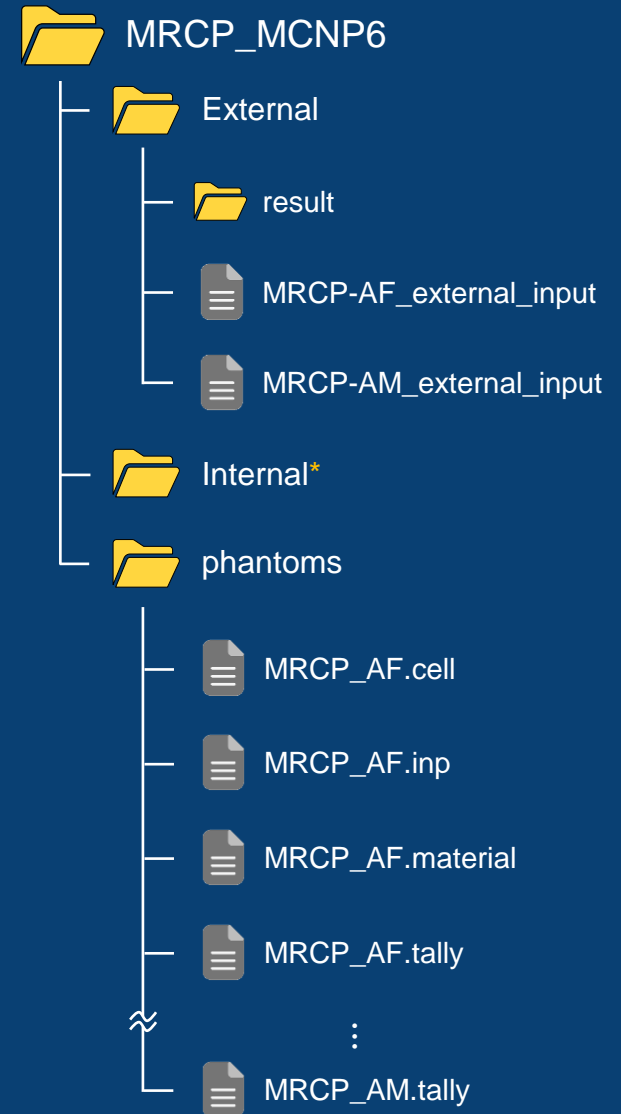 MRCP_MCNP6
External
result
MRCP-AF_external_input
MRCP-AM_external_input
Internal*
phantoms
MRCP_AF.cell
MRCP_AF.inp
MRCP_AF.material
MRCP_AF.tally
⋮
MRCP_AM.tally